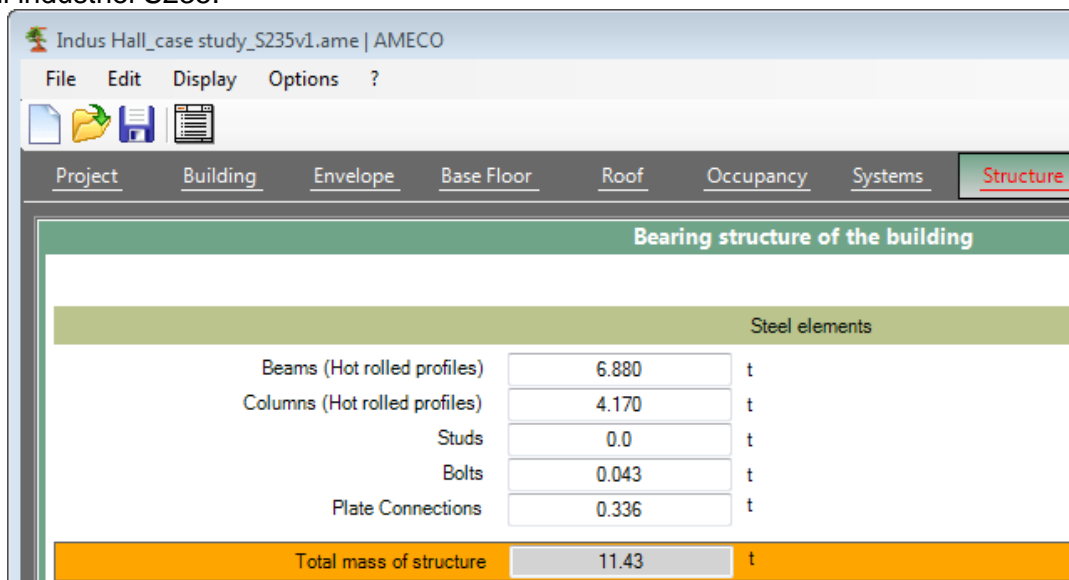 industriei S235.
Indus Hall_case study_S235v1.ame | AMECO
File Edit Display Options ?
Project Building Envelope Base Floor Roof Occupancy Systems Structure
Bearing structure of the building
Steel elements
Beams (Hot rolled profiles) 6.880 t
Columns (Hot rolled profiles) 4.170 t
Studs 0.0 t
Bolts 0.043 t
Plate Connections 0.336 t
Total mass of structure 11.43 t